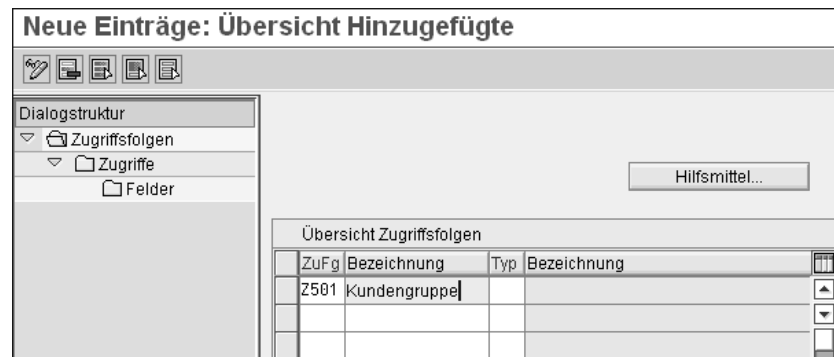 Neue Einträge: Übersicht Hinzugefügte
Dialogstruktur
Zugriffsfolgen
Zugriffe
Felder
Hilfsmittel...
Übersicht Zugriffsfolgen
ZuFg Bezeichnung Typ Bezeichnung
Z501 Kundengruppe